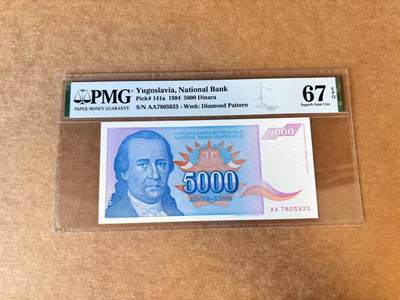 PMG
PAPER MONEY GUARANTY
Yugoslavia, National Bank
Pick# 141a 1994 5000 Dinara
S/N AA7805933 - Wmk: Diamond Pattern
67 EPQ
Superb Gem Unc
5000
5000
AA 7805933